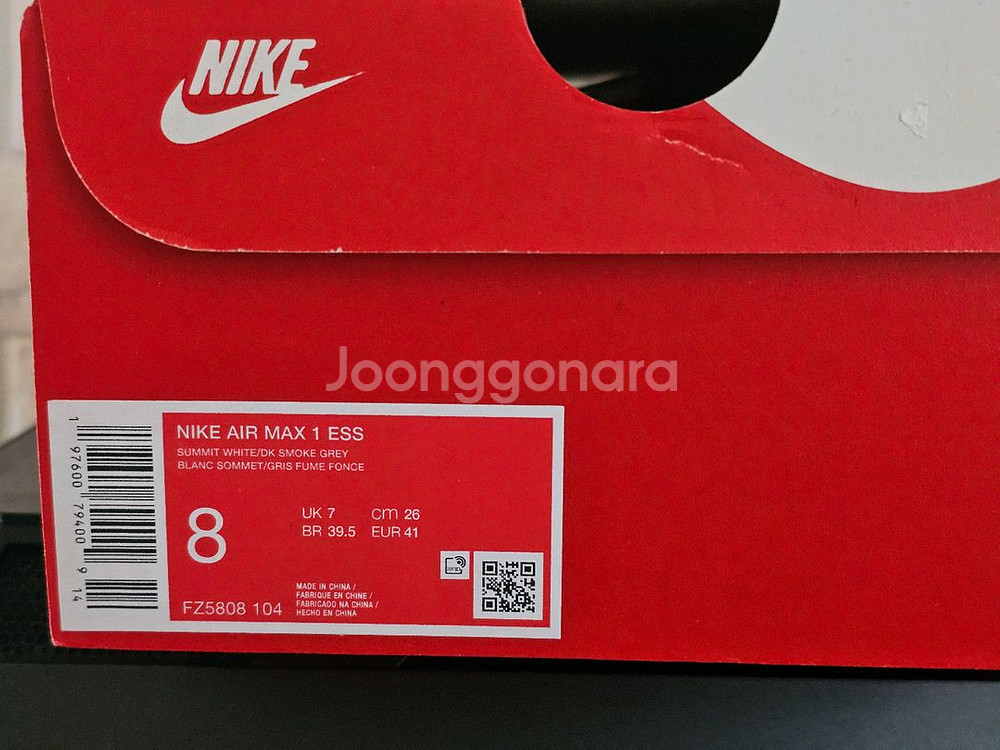 NIKE
Joonggonara
1 97600 79400 9 14
NIKE AIR MAX 1 ESS
SUMMIT WHITE/DK SMOKE GREY
BLANC SOMMET/GRIS FUME FONCE
8
UK 7 CM 26
BR 39.5 EUR 41
RFID
MADE IN CHINA /
FABRIQUE EN CHINE /
FABRICADO NA CHINA /
HECHO EN CHINA
FZ5808 104